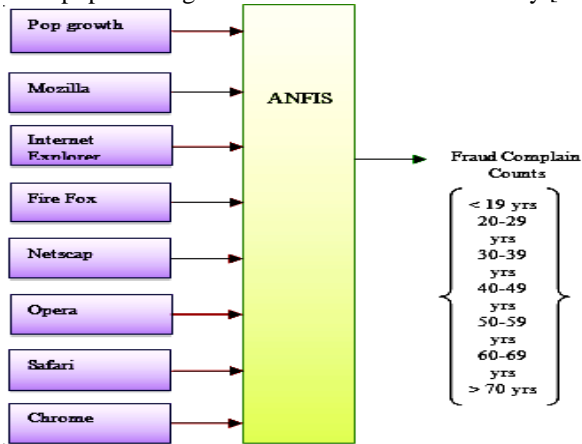 Pop growth
Mozilla
Internet
Explorer
Fire Fox
Netscap
Opera
Safari
Chrome
ANFIS
Fraud Complain
Counts
< 19 yrs
20-29
yrs
30-39
yrs
40-49
yrs
50-59
yrs
60-69
yrs
> 70 yrs